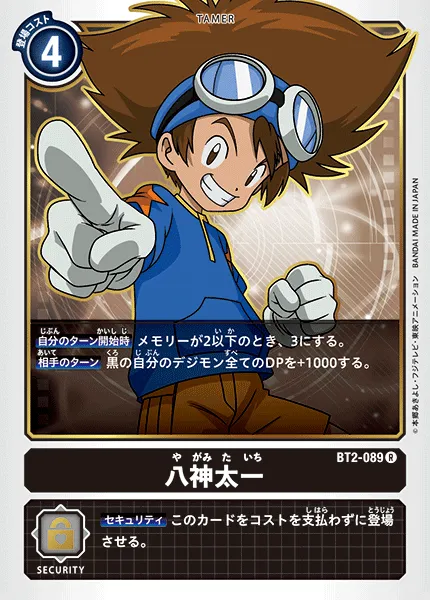 TAMER
登場コスト
4
自分のターン開始時 メモリーが2以下のとき、3にする。
相手のターン 黒の自分のデジモン全てのDPを+1000する。
©本郷あきよし・フジテレビ・東映アニメーション BANDAI MADE IN JAPAN
BT2-089 R
やがみたいち
八神太一
セキュリティ このカードをコストを支払わずに登場
させる。
SECURITY